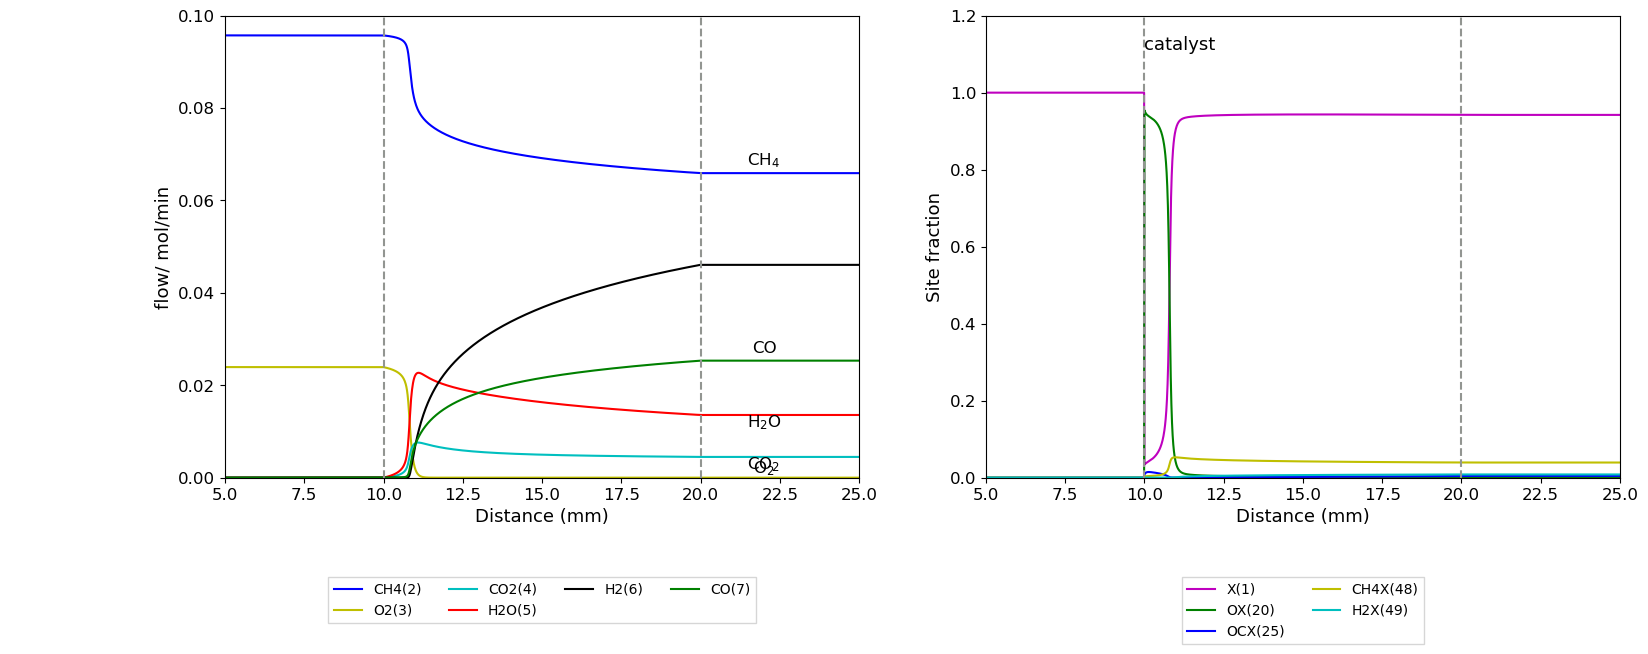 0.10
0.08
0.06
0.04
0.02
0.00
flow/ mol/min
CH₄
CO
H₂O
CO₂
O₂
5.0 7.5 10.0 12.5 15.0 17.5 20.0 22.5 25.0
Distance (mm)
CH4(2) CO2(4) H2(6) CO(7)
O2(3) H2O(5)
1.2
1.0
0.8
0.6
0.4
0.2
0.0
Site fraction
catalyst
5.0 7.5 10.0 12.5 15.0 17.5 20.0 22.5 25.0
Distance (mm)
X(1) CH4X(48)
OX(20) H2X(49)
OCX(25)